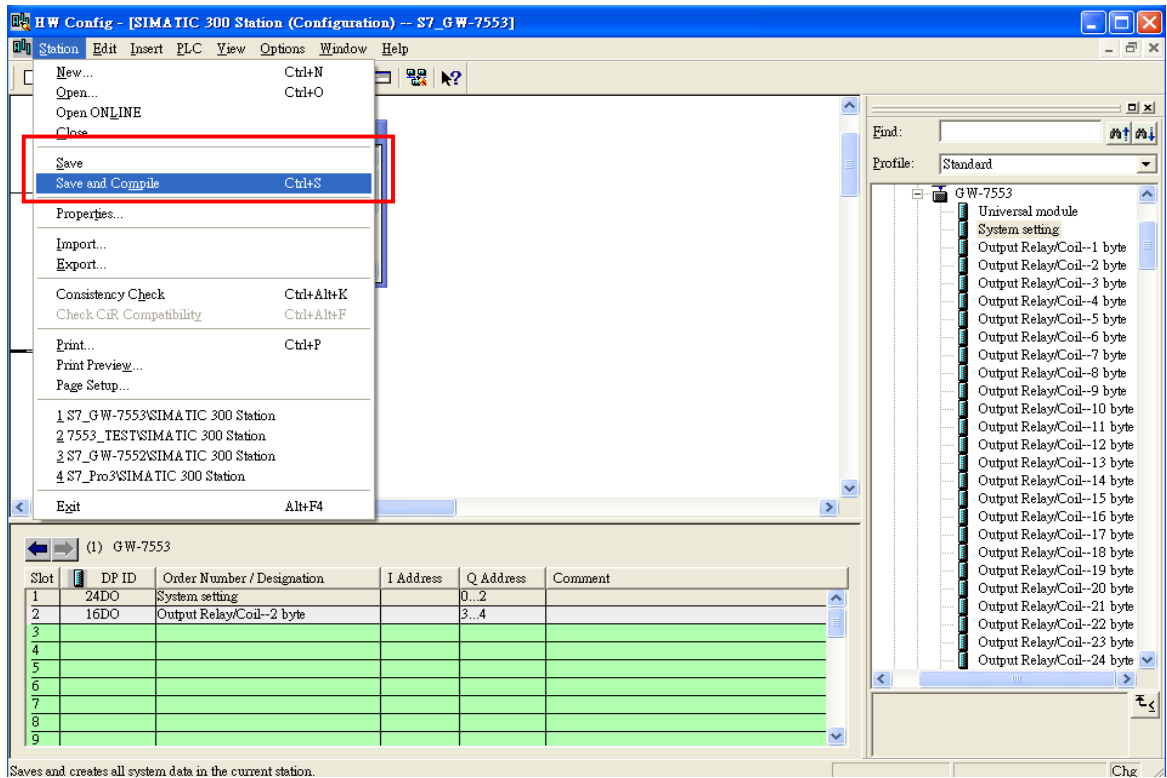 HW Config - [SIMATIC 300 Station (Configuration) -- S7_GW-7553]
Station Edit Insert PLC View Options Window Help
New... Ctrl+N
Open... Ctrl+O
Open ONLINE
Close
Save
Save and Compile Ctrl+S
Properties...
Import...
Export...
Consistency Check Ctrl+Alt+K
Check CiR Compatibility Ctrl+Alt+F
Print... Ctrl+P
Print Preview...
Page Setup...
1 S7_GW-7553\SIMATIC 300 Station
2 7553_TEST\SIMATIC 300 Station
3 S7_GW-7552\SIMATIC 300 Station
4 S7_Pro3\SIMATIC 300 Station
Exit Alt+F4
Find:
Profile: Standard
GW-7553
Universal module
System setting
Output Relay/Coil--1 byte
Output Relay/Coil--2 byte
Output Relay/Coil--3 byte
Output Relay/Coil--4 byte
Output Relay/Coil--5 byte
Output Relay/Coil--6 byte
Output Relay/Coil--7 byte
Output Relay/Coil--8 byte
Output Relay/Coil--9 byte
Output Relay/Coil--10 byte
Output Relay/Coil--11 byte
Output Relay/Coil--12 byte
Output Relay/Coil--13 byte
Output Relay/Coil--14 byte
Output Relay/Coil--15 byte
Output Relay/Coil--16 byte
Output Relay/Coil--17 byte
Output Relay/Coil--18 byte
Output Relay/Coil--19 byte
Output Relay/Coil--20 byte
Output Relay/Coil--21 byte
Output Relay/Coil--22 byte
Output Relay/Coil--23 byte
Output Relay/Coil--24 byte
(1) GW-7553
Slot DP ID Order Number / Designation I Address Q Address Comment
1 24DO System setting 0...2
2 16DO Output Relay/Coil--2 byte 3...4
3
4
5
6
7
8
9
Saves and creates all system data in the current station. Chg